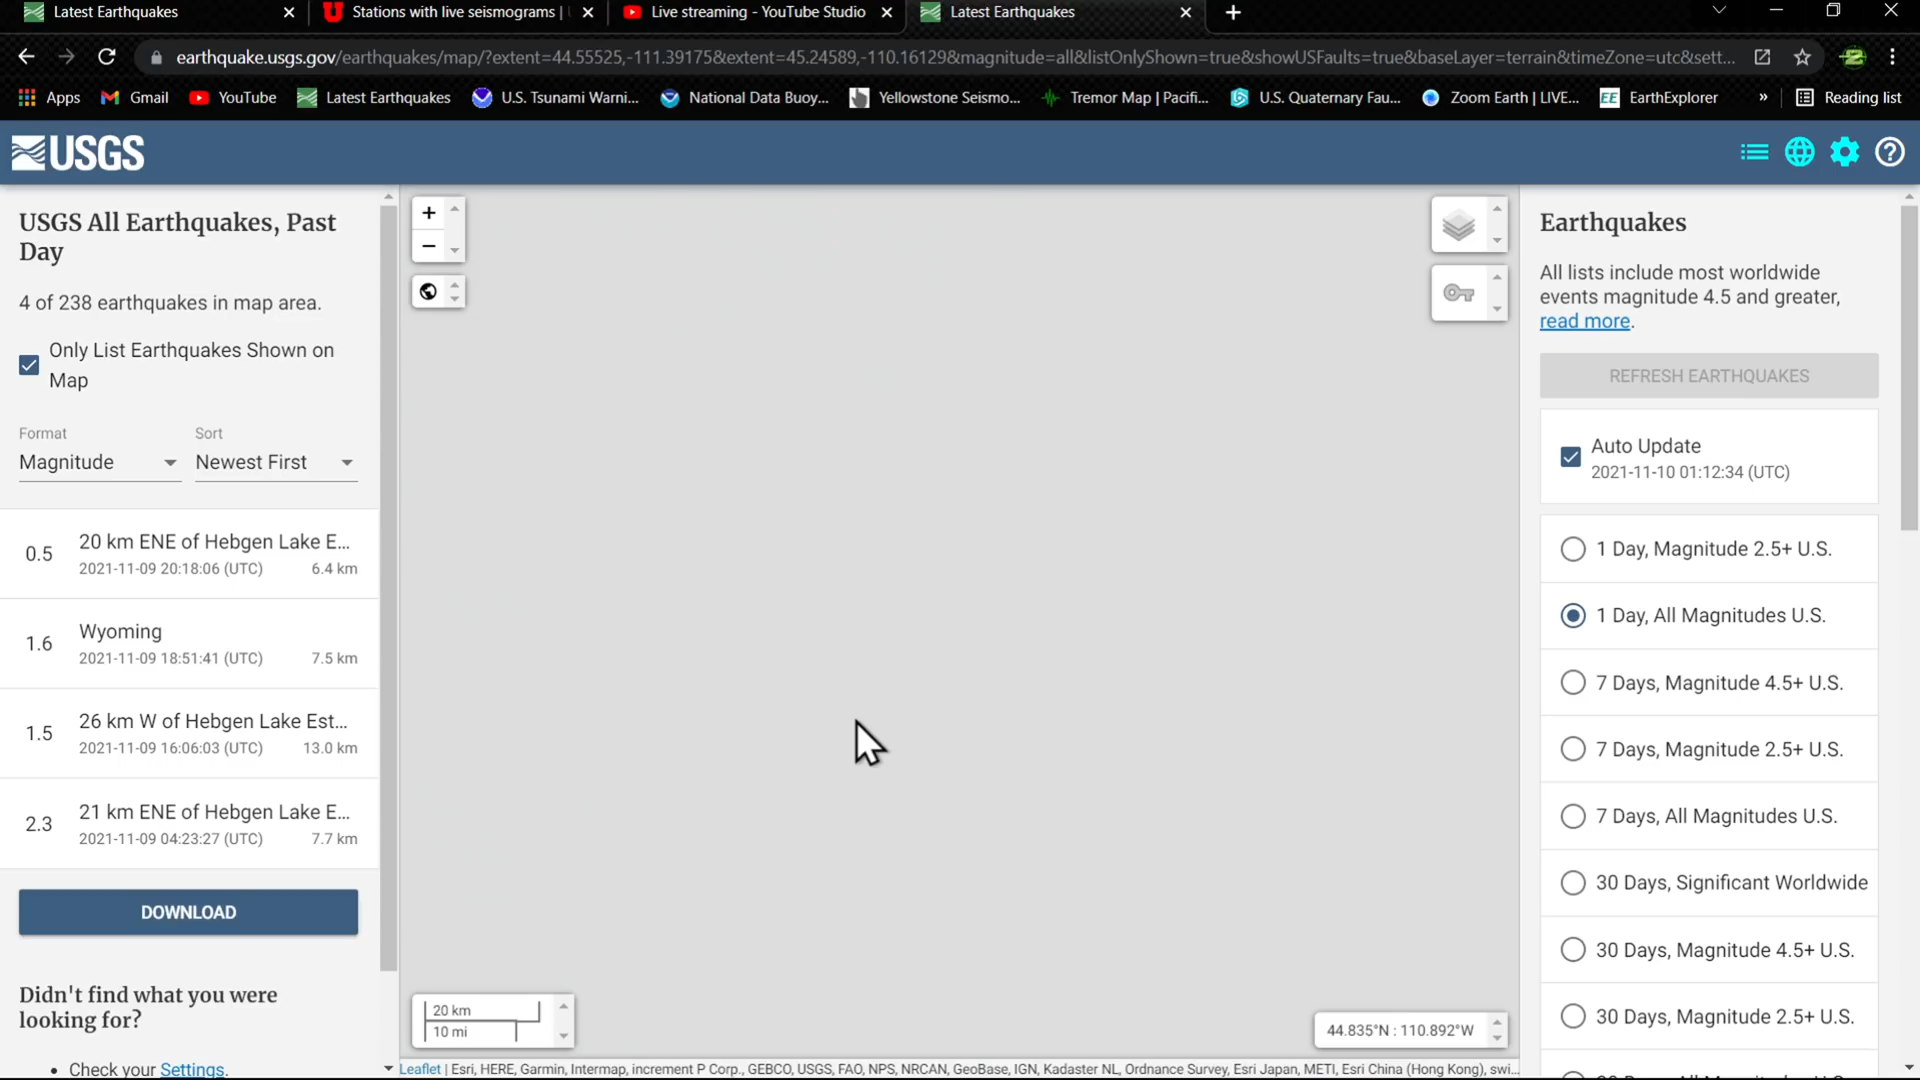 Latest Earthquakes
Stations with live seismograms |
Live streaming - YouTube Studio
Latest Earthquakes
earthquake.usgs.gov/earthquakes/map/?extent=44.55525,-111.39175&extent=45.24589,-110.16129&magnitude=all&listOnlyShown=true&showUSFaults=true&baseLayer=terrain&timeZone=utc&sett...
Apps
Gmail
YouTube
Latest Earthquakes
U.S. Tsunami Warni...
National Data Buoy...
Yellowstone Seismo...
Tremor Map | Pacifi...
U.S. Quaternary Fau...
Zoom Earth | LIVE...
EE EarthExplorer
»
Reading list
USGS
USGS All Earthquakes, Past
Day
4 of 238 earthquakes in map area.
Only List Earthquakes Shown on
Map
Format
Magnitude
Sort
Newest First
0.5
20 km ENE of Hebgen Lake E...
2021-11-09 20:18:06 (UTC) 6.4 km
1.6
Wyoming
2021-11-09 18:51:41 (UTC) 7.5 km
1.5
26 km W of Hebgen Lake Est...
2021-11-09 16:06:03 (UTC) 13.0 km
2.3
21 km ENE of Hebgen Lake E...
2021-11-09 04:23:27 (UTC) 7.7 km
DOWNLOAD
Didn't find what you were
looking for?
• Check your Settings.
+
−
20 km
10 mi
44.835°N : 110.892°W
Leaflet | Esri, HERE, Garmin, Intermap, increment P Corp., GEBCO, USGS, FAO, NPS, NRCAN, GeoBase, IGN, Kadaster NL, Ordnance Survey, Esri Japan, METI, Esri China (Hong Kong), swi...
Earthquakes
All lists include most worldwide
events magnitude 4.5 and greater,
read more.
REFRESH EARTHQUAKES
Auto Update
2021-11-10 01:12:34 (UTC)
1 Day, Magnitude 2.5+ U.S.
1 Day, All Magnitudes U.S.
7 Days, Magnitude 4.5+ U.S.
7 Days, Magnitude 2.5+ U.S.
7 Days, All Magnitudes U.S.
30 Days, Significant Worldwide
30 Days, Magnitude 4.5+ U.S.
30 Days, Magnitude 2.5+ U.S.